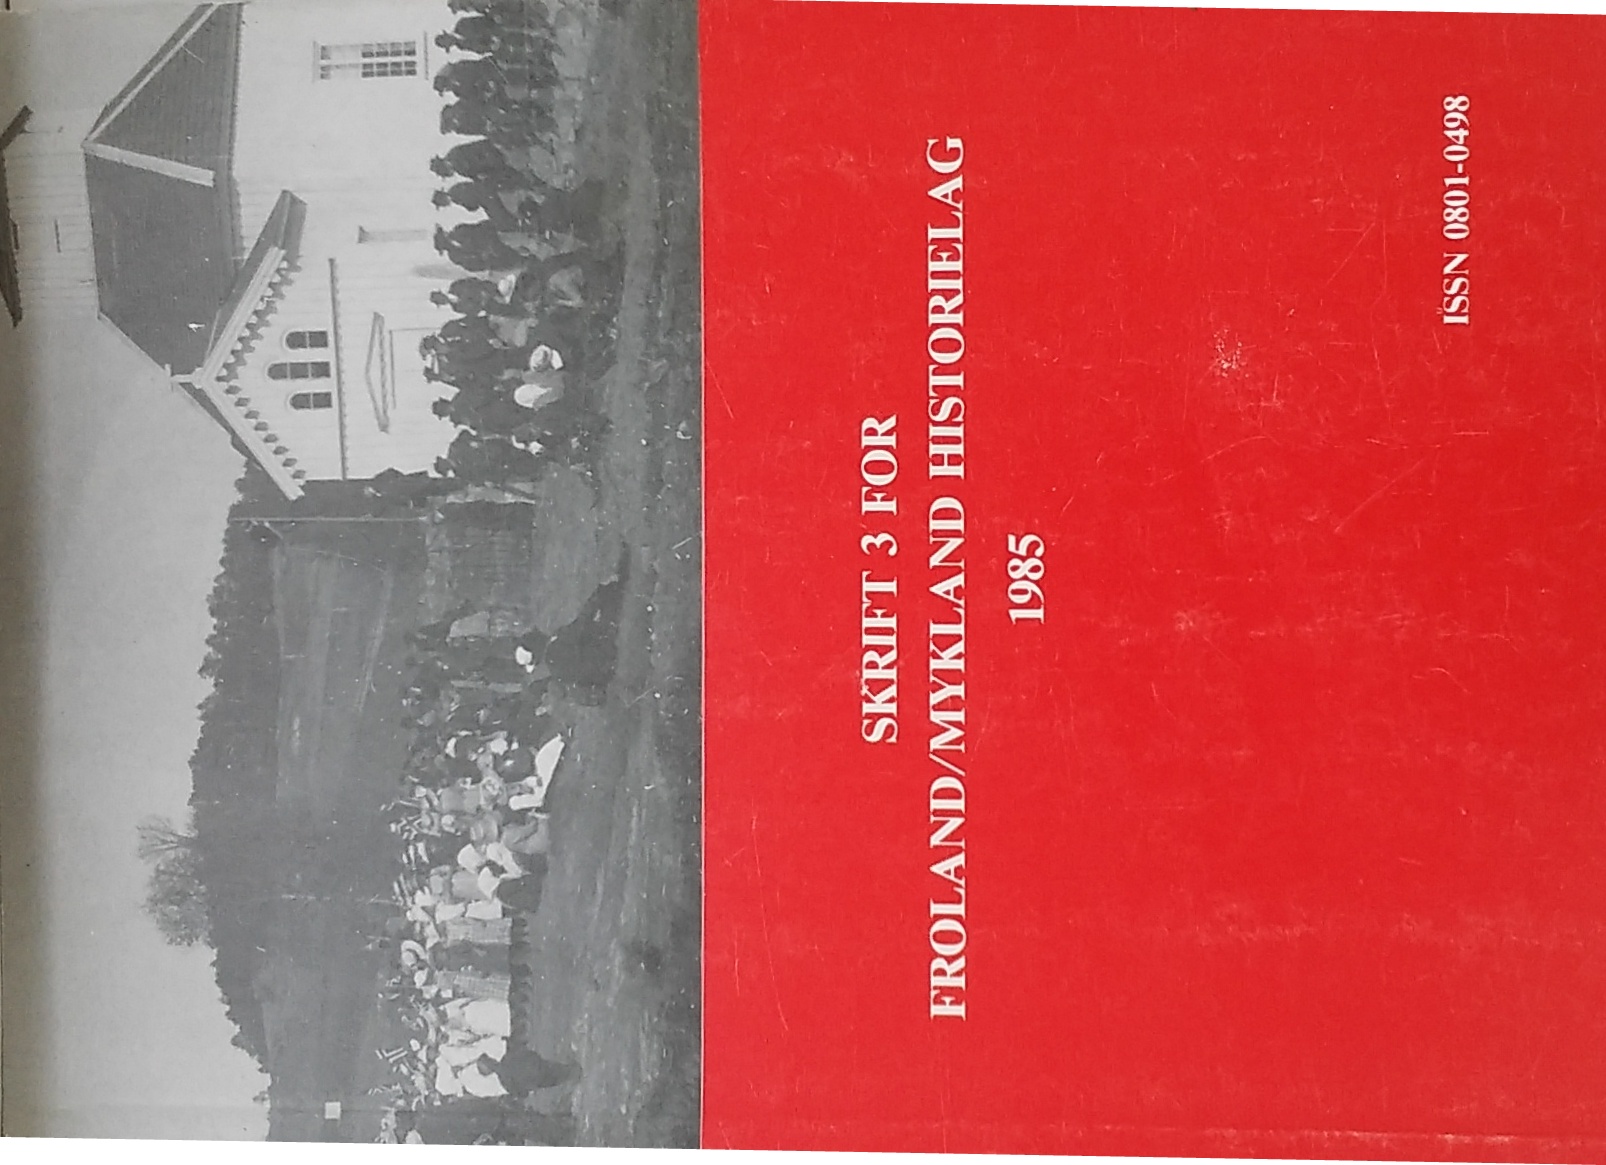 SKRIFT 3 FOR
FROLAND/MYKLAND HISTORIELAG
1985
ISSN 0801-0498